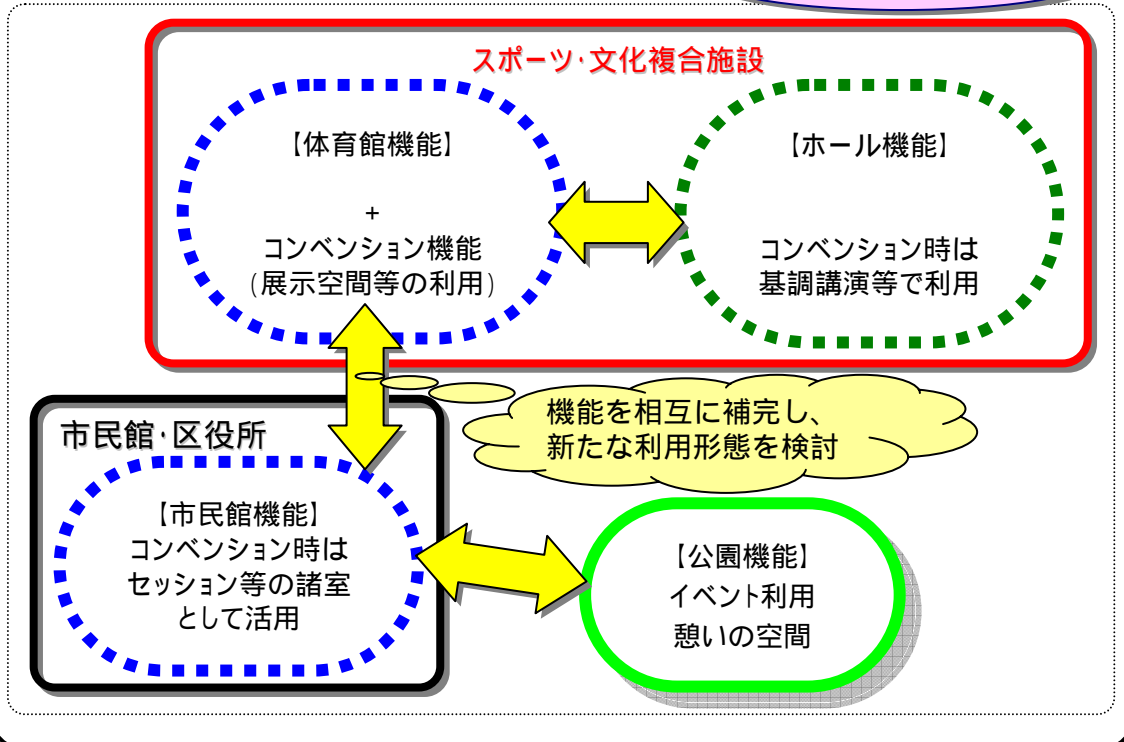 スポーツ・文化複合施設
【体育館機能】
+
コンベンション機能
(展示空間等の利用)
【ホール機能】
コンベンション時は
基調講演等で利用
機能を相互に補完し、
新たな利用形態を検討
市民館・区役所
【市民館機能】
コンベンション時は
セッション等の諸室
として活用
【公園機能】
イベント利用
憩いの空間